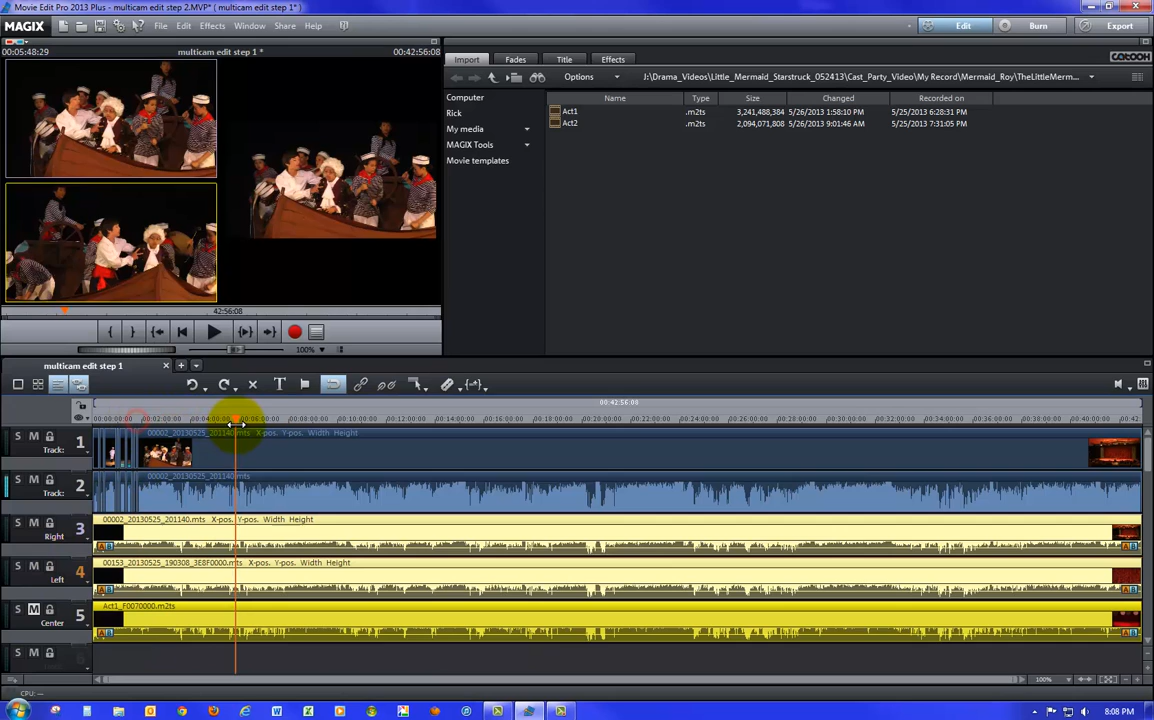 Movie Edit Pro 2013 Plus - multicam edit step 2.MVP* ( multicam edit step 1* )
MAGIX File Edit Effects Window Share Help Edit Burn Export
00:05:48:29 multicam edit step 1 * 00:42:56:08
Import Fades Title Effects CATOOH
Options J:\Drama_Videos\Little_Mermaid_Starstruck_052413\Cast_Party_Video\My Record\Mermaid_Roy\TheLittleMerm...
Computer
Rick
My media
MAGIX Tools
Movie templates
Name Type Size Changed Recorded on
Act1 .m2ts 3,241,488,384 5/26/2013 1:58:10 PM 5/25/2013 6:28:31 PM
Act2 .m2ts 2,094,071,808 5/26/2013 9:01:46 AM 5/25/2013 7:31:05 PM
42:56:08
100%
multicam edit step 1
00:42:56:08
00:00:00:00 00:02:00:00 00:04:00:00 00:06:00:00 00:08:00:00 00:10:00:00 00:12:00:00 00:14:00:00 00:16:00:00 00:18:00:00 00:20:00:00 00:22:00:00 00:24:00:00 00:26:00:00 00:28:00:00 00:30:00:00 00:32:00:00 00:34:00:00 00:36:00:00 00:38:00:00 00:40:00:00 00:42:
S M Track: 1 00002_20130525_201140.mts X-pos. Y-pos. Width Height
S M Track: 2 00002_20130525_201140.mts
S M Right 3 00002_20130525_201140.mts X-pos. Y-pos. Width Height
A B A B
S M Left 4 00153_20130525_190308_3E8F0000.mts X-pos. Y-pos. Width Height
A B A B
S M Center 5 Act1_F0070000.m2ts
A B A B
S M
100%
CPU: ---
8:08 PM